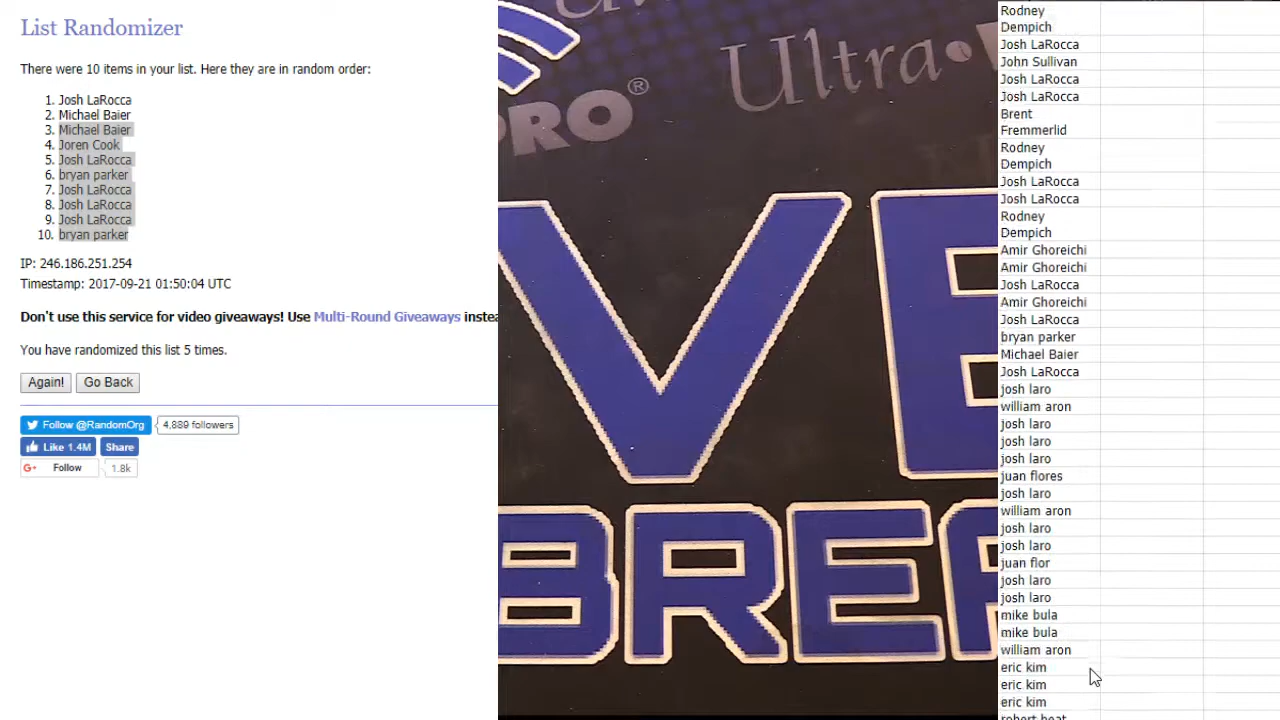 List Randomizer
There were 10 items in your list. Here they are in random order:
1. Josh LaRocca
2. Michael Baier
3. Michael Baier
4. Joren Cook
5. Josh LaRocca
6. bryan parker
7. Josh LaRocca
8. Josh LaRocca
9. Josh LaRocca
10. bryan parker
IP: 246.186.251.254
Timestamp: 2017-09-21 01:50:04 UTC
Don't use this service for video giveaways! Use Multi-Round Giveaways inste
You have randomized this list 5 times.
Again! Go Back
Follow @RandomOrg 4,889 followers
Like 1.4M Share
G+ Follow 1.8k
Ultra
PRO®
VE
BREA
Rodney
Dempich
Josh LaRocca
John Sullivan
Josh LaRocca
Josh LaRocca
Brent
Fremmerlid
Rodney
Dempich
Josh LaRocca
Josh LaRocca
Rodney
Dempich
Amir Ghoreichi
Amir Ghoreichi
Josh LaRocca
Amir Ghoreichi
Josh LaRocca
bryan parker
Michael Baier
Josh LaRocca
josh laro
william aron
josh laro
josh laro
josh laro
juan flores
josh laro
william aron
josh laro
josh laro
juan flor
josh laro
josh laro
mike bula
mike bula
william aron
eric kim
eric kim
eric kim